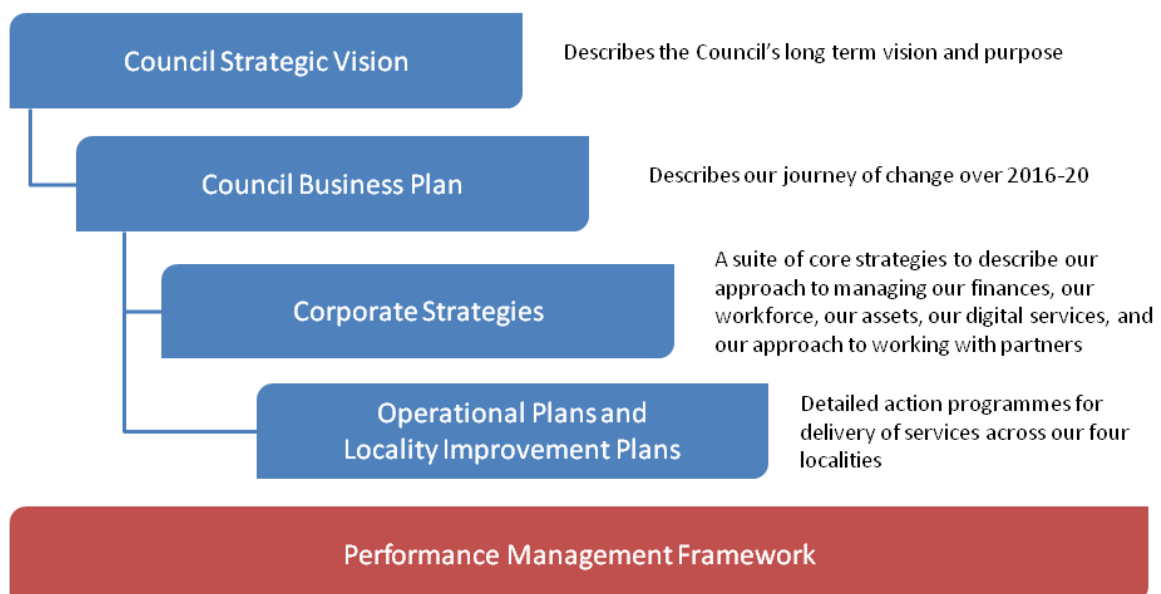 Council Strategic Vision
Describes the Council's long term vision and purpose
Council Business Plan
Describes our journey of change over 2016-20
Corporate Strategies
A suite of core strategies to describe our
approach to managing our finances, our
workforce, our assets, our digital services, and
our approach to working with partners
Operational Plans and
Locality Improvement Plans
Detailed action programmes for
delivery of services across our four
localities
Performance Management Framework